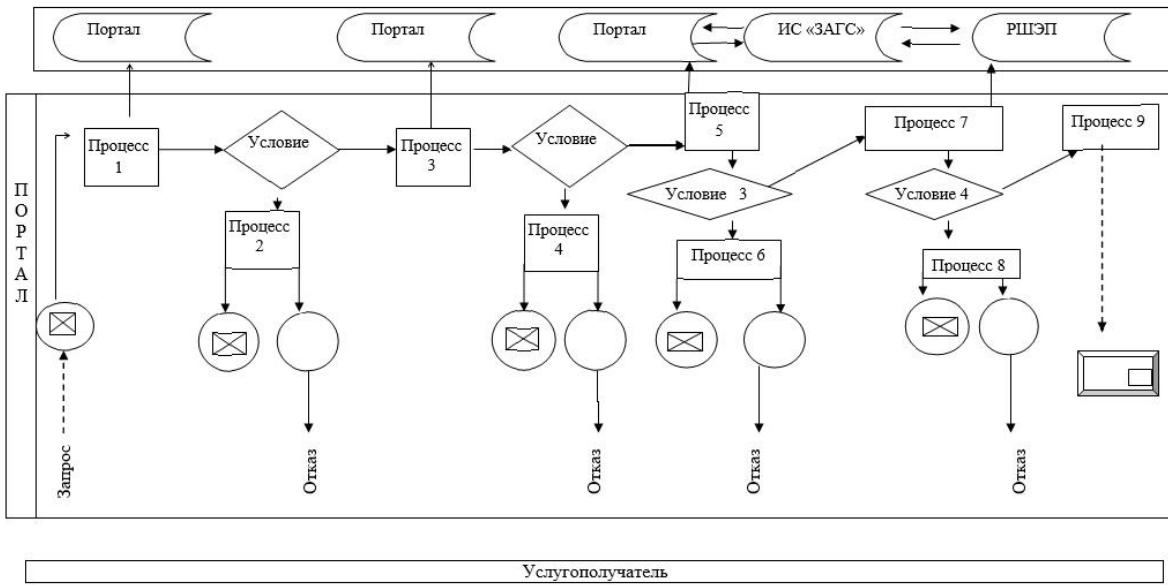 Портал
Портал
Портал
ИС «ЗАГС»
РШЭП
ПОРТАЛ
Процесс
1
Условие
Процесс
3
Условие
Процесс
5
Процесс 7
Процесс 9
Условие 3
Условие 4
Процесс
2
Процесс
4
Процесс 6
Процесс 8
Запрос
Отказ
Отказ
Отказ
Отказ
Услугополучатель